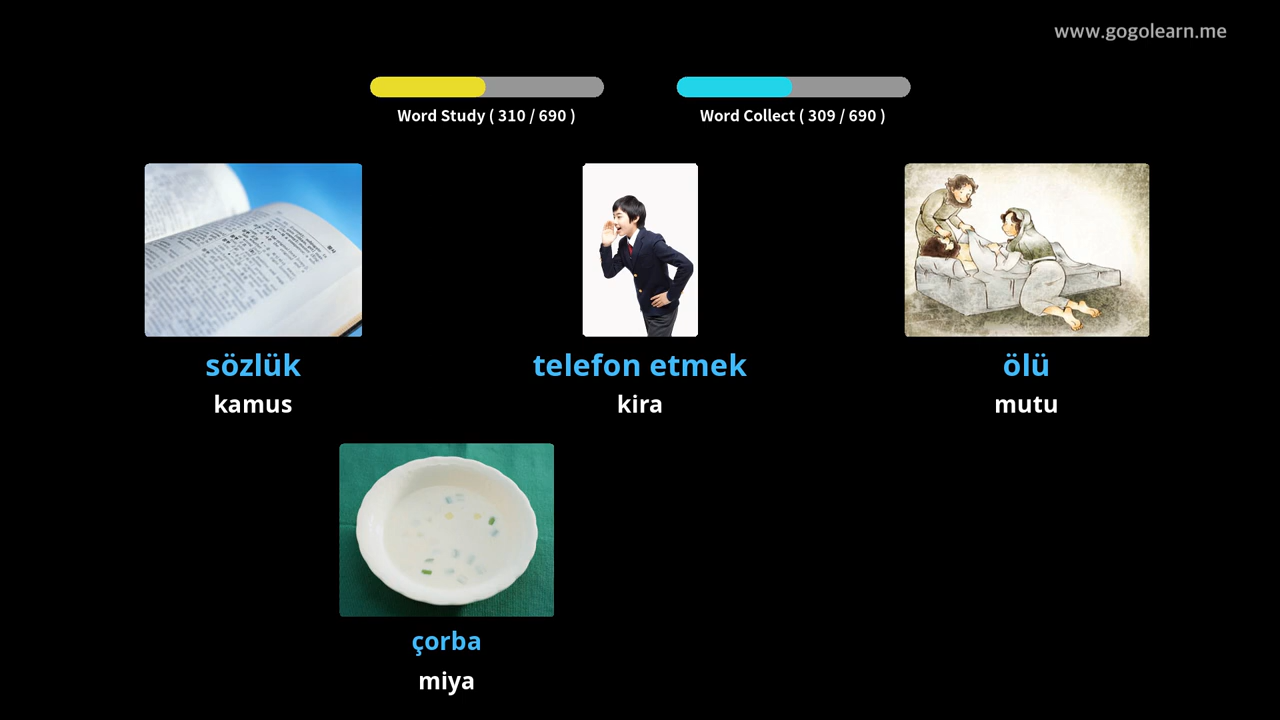 www.gogolearn.me
Word Study ( 310 / 690 )
Word Collect ( 309 / 690 )
sözlük
kamus
telefon etmek
kira
ölü
mutu
çorba
miya